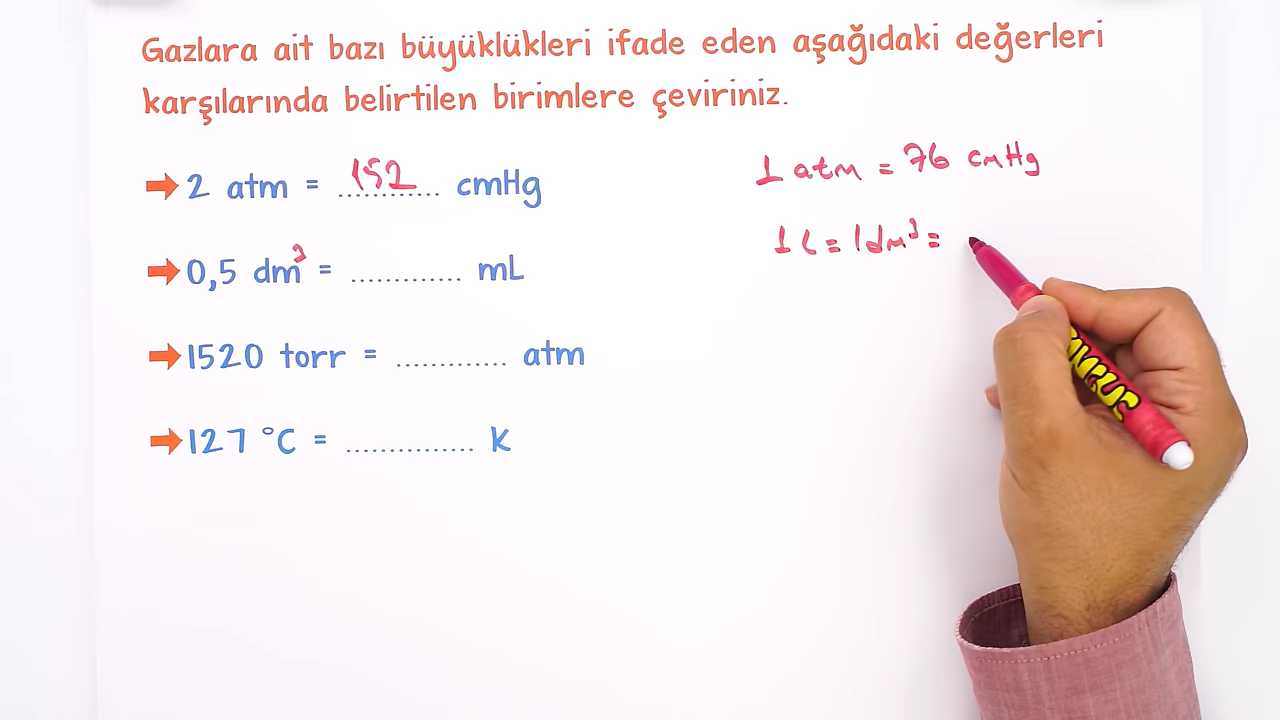 Gazlara ait bazı büyüklükleri ifade eden aşağıdaki değerleri
karşılarında belirtilen birimlere çeviriniz.
2 atm = 152 cmHg
1 atm = 76 cmHg
0,5 dm³ = ............ mL
1 L = 1 dm³ =
1520 torr = ............ atm
127 °C = .............. K